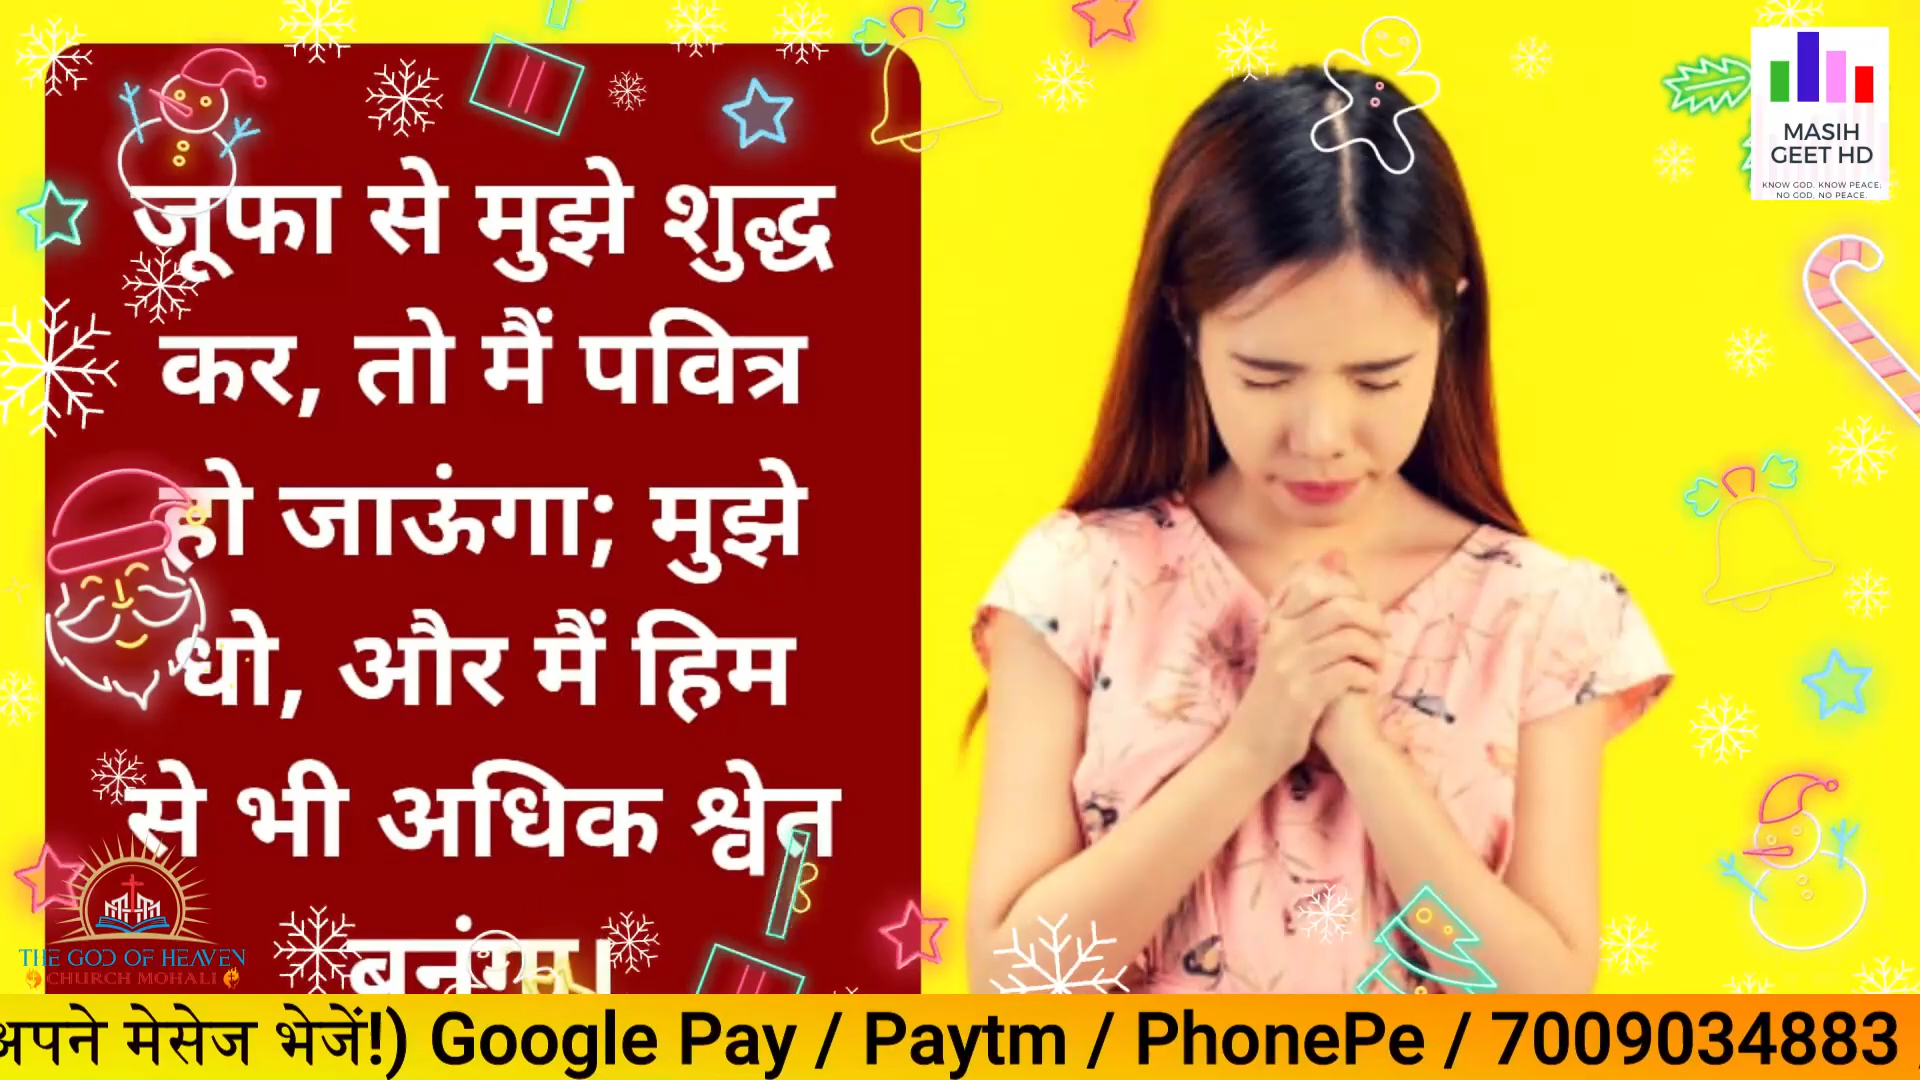 जूफा से मुझे शुद्ध
कर, तो मैं पवित्र
हो जाऊंगा; मुझे
धो, और मैं हिम
से भी अधिक श्वेत
बनूंगा।
MASIH
GEET HD
KNOW GOD. KNOW PEACE;
NO GOD, NO PEACE.
THE GOD OF HEAVEN
CHURCH MOHALI
अपने मेसेज भेजें!) Google Pay / Paytm / PhonePe / 7009034883